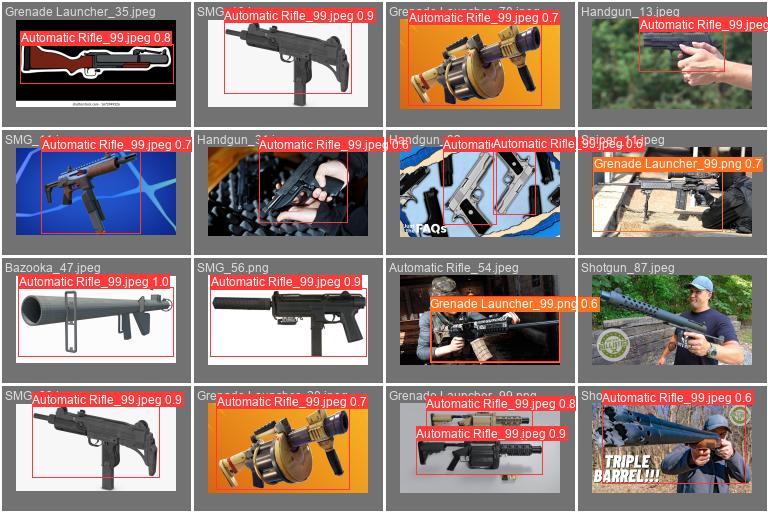 Grenade Launcher_35.jpeg
Automatic Rifle_99.jpeg 0.8
Automatic Rifle_99.jpeg 0.9
Automatic Rifle_99.jpeg 0.7
Handgun_13.jpeg
Automatic Rifle_99.jpeg
Automatic Rifle_99.jpeg 0.7
Automatic Rifle_99.jpeg
Automatic Rifle_99.jpeg
Grenade Launcher_99.png 0.7
FAQs
Bazooka_47.jpeg
Automatic Rifle_99.jpeg 1.0
SMG_56.png
Automatic Rifle_99.jpeg 0.9
Automatic Rifle_54.jpeg
Grenade Launcher_99.png 0.6
Shotgun_87.jpeg
Automatic Rifle_99.jpeg 0.9
Automatic Rifle_99.jpeg 0.7
Automatic Rifle_99.jpeg 0.8
Automatic Rifle_99.jpeg 0.9
Automatic Rifle_99.jpeg 0.6
TRIPLE
BARREL!!!